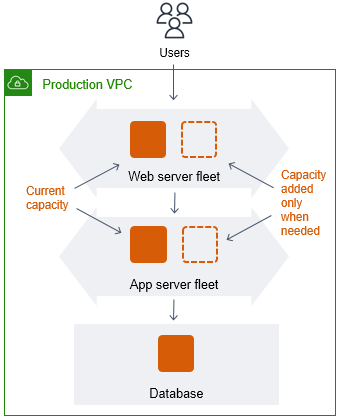 Users
Production VPC
Web server fleet
Current
capacity
Capacity
added
only
when
needed
App server fleet
Database